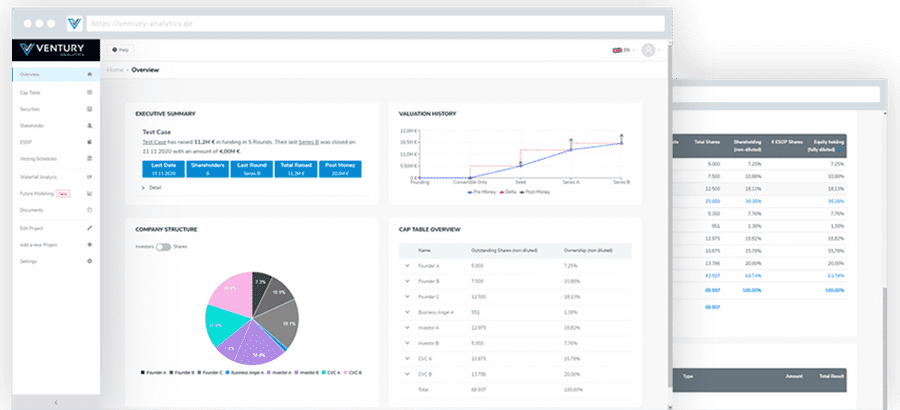 https://ventury-analytics.de
VENTURY
ANALYTICS
Help
EN
Home > Overview
Overview
Cap Table
Securities
Stakeholder
ESOP
Vesting Schedules
Waterfall Analysis
Future Modeling New
Documents
Edit Project
Add a new Project
Settings
EXECUTIVE SUMMARY
Test Case
Test Case has raised 11,2M € in funding in 5 Rounds. Their last Series B was closed on
11.11.2020 with an amount of 4,00M €.
Last Date Shareholders Last Round Total Raised Post Money
11.11.2020 8 Series B 11,2M € 20,0M €
Detail
VALUATION HISTORY
22,0M €
16,5M €
11,0M €
5,50M €
0 €
Founding Convertible Only Seed Series A Series B
Pre-Money Delta Post-Money
COMPANY STRUCTURE
Investors Shares
7.3%
10.9%
18.1%
Founder A Founder B Founder C Business Angel A Investor A Investor B CVC A CVC B
CAP TABLE OVERVIEW
Name Outstanding Shares (non diluted) Ownership (non diluted)
Founder A 5.000 7,25%
Founder B 7.500 10,88%
Founder C 12.500 18,13%
Business Angel A 951 1,38%
Investor A 12.975 18,82%
Investor B 5.350 7,76%
CVC A 10.875 15,78%
CVC B 13.786 20,00%
Total 68.937 100,00%
Total Shares Shareholding (non-diluted) # ESOP Shares Equity holding (fully diluted)
5.000 7,25% 7,25%
7.500 10,88% 10,88%
12.500 18,13% 18,13%
25.000 36,26% 36,26%
5.350 7,76% 7,76%
951 1,38% 1,38%
12.975 18,82% 18,82%
10.875 15,78% 15,78%
13.786 20,00% 20,00%
43.937 63,74% 63,74%
68.937 100,00% 100,00%
68.937
Type Amount Total Result